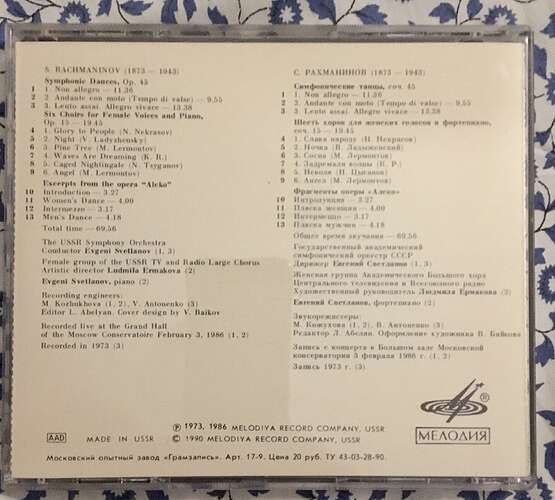 S. RACHMANINOV (1873 — 1943)
Symphonic Dances, Op. 45
1 1. Non allegro — 11.36
2 2. Andante con moto (Tempo di valse) — 9.55
3 3. Lento assai. Allegro vivace — 13.38
Six Choirs for Female Voices and Piano,
Op. 15 — 19.45
4 1. Glory to People (N. Nekrasov)
5 2. Night (V. Ladyzhensky)
6 3. Pine Tree (M. Lermontov)
7 4. Waves Are Dreaming (K. R.)
8 5. Caged Nightingale (N. Tsyganov)
9 6. Angel (M. Lermontov)
Excerpts from the opera "Aleko"
10 Introduction — 3.27
11 Women's Dance — 4.00
12 Intermezzo — 3.17
13 Men's Dance — 4.18
Total time — 69.56
The USSR Symphony Orchestra
Conductor Evgeni Svetlanov (1, 3)
Female group of the USSR TV and Radio Large Chorus
Artistic director Ludmila Ermakova (2)
Evgeni Svetlanov, piano (2)
Recording engineers:
M. Kozhukhova (1, 2), V. Antonenko (3)
Editor L. Abelyan. Cover design by V. Baikov
Recorded live at the Grand Hall
of the Moscow Conservatoire February 3, 1986 (1, 2)
Recorded in 1973 (3)
С. РАХМАНИНОВ (1873 — 1943)
Симфонические танцы, соч. 45
1 1. Non allegro — 11.36
2 2. Andante con moto (Tempo di valse) — 9.55
3 3. Lento assai. Allegro vivace — 13.38
Шесть хоров для женских голосов и фортепиано,
соч. 15 — 19.45
4 1. Слава народу (Н. Некрасов)
5 2. Ночка (В. Ладыженский)
6 3. Сосна (М. Лермонтов)
7 4. Задремали волны (К. Р.)
8 5. Неволя (Н. Цыганов)
9 6. Ангел (М. Лермонтов)
Фрагменты оперы «Алеко»
10 Интродукция — 3.27
11 Пляска женщин — 4.00
12 Интермеццо — 3.17
13 Пляска мужчин — 4.18
Общее время звучания — 69.56
Государственный академический
симфонический оркестр СССР
Дирижер Евгений Светланов (1, 3)
Женская группа Академического Большого хора
Центрального телевидения и Всесоюзного радио
Художественный руководитель Людмила Ермакова (2)
Евгений Светланов, фортепиано (2)
Звукорежиссеры:
М. Кожухова (1, 2), В. Антоненко (3)
Редактор Л. Абелян. Оформление художника В. Байкова
Запись с концерта в Большом зале Московской
консерватории 3 февраля 1986 г. (1, 2)
Запись 1973 г. (3)
Ⓟ 1973, 1986 MELODIYA RECORD COMPANY, USSR
AAD MADE IN USSR © 1990 MELODIYA RECORD COMPANY, USSR
® МЕЛОДИЯ
Московский опытный завод «Грамзапись». Арт. 17-9. Цена 20 руб. ТУ 43-03-28-90.